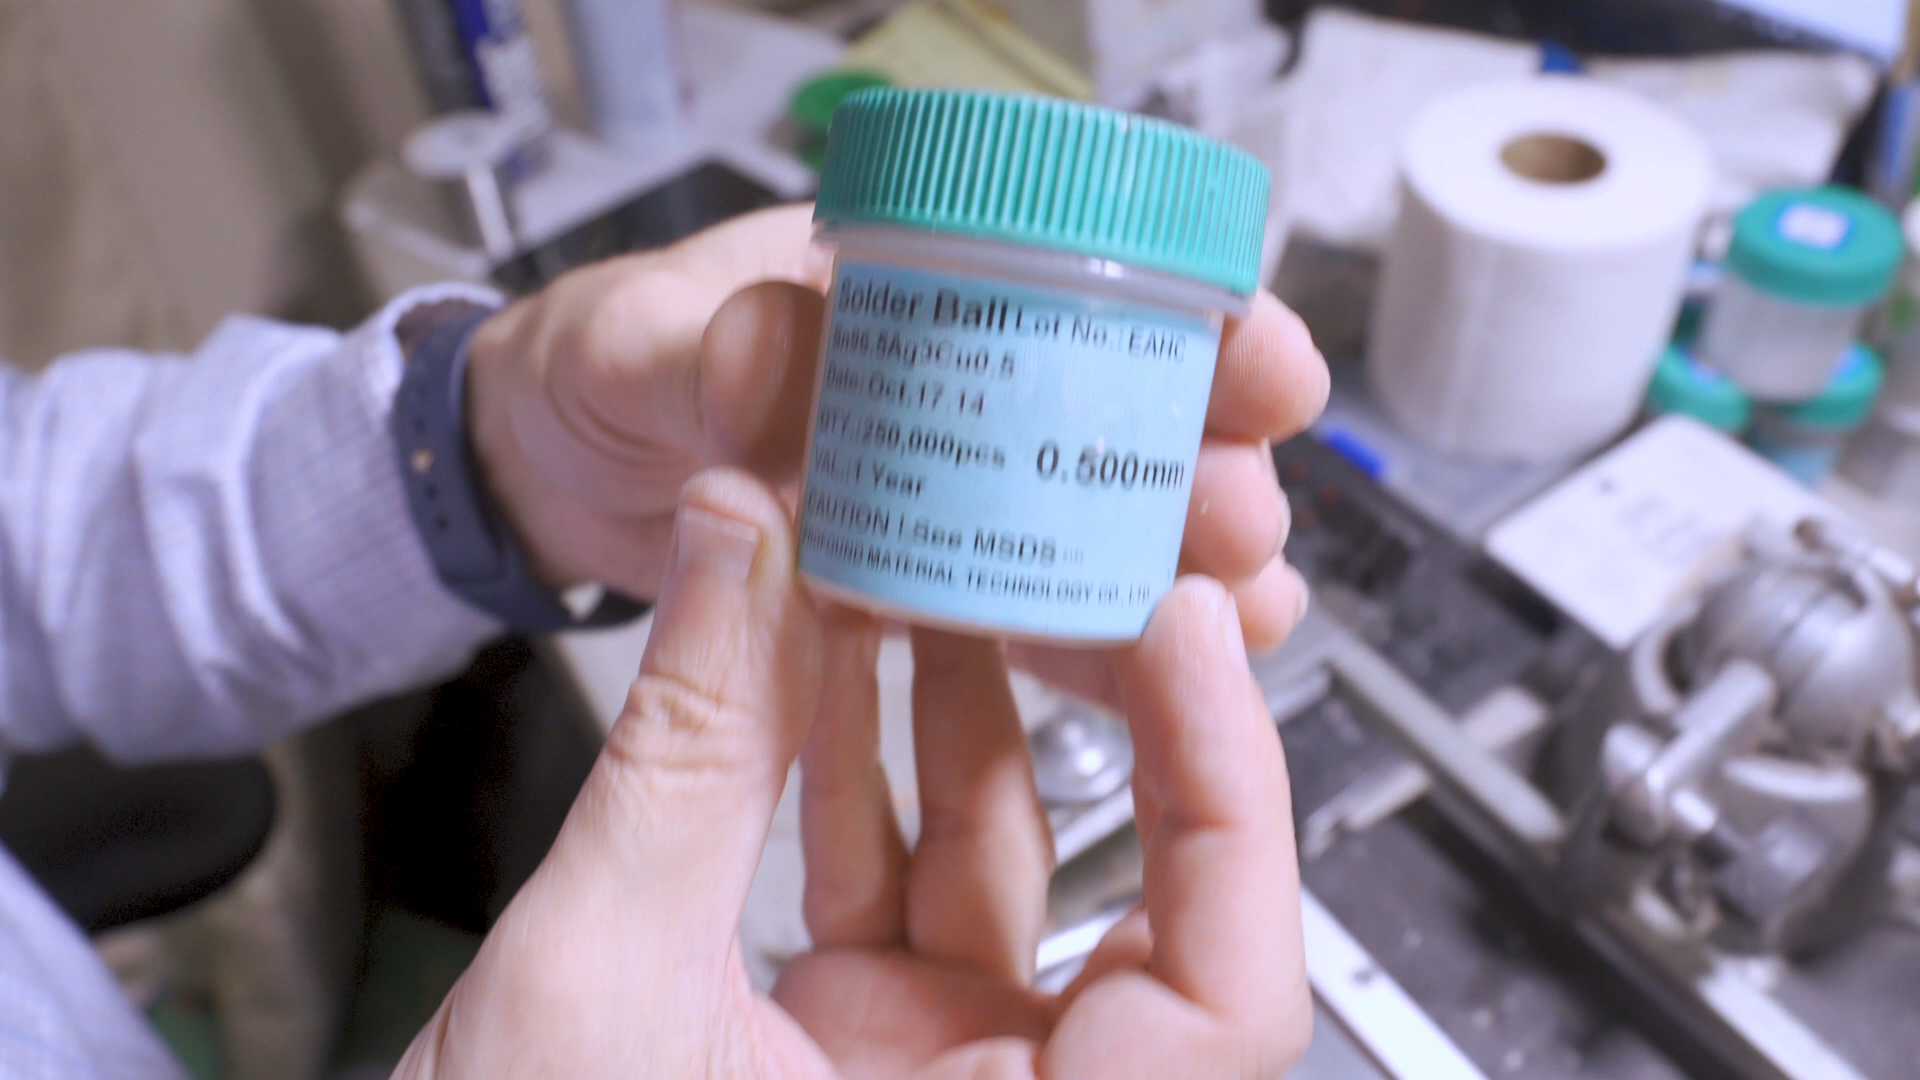 Solder Ball Lot No.: EAHC
Sn96.5Ag3Cu0.5
Date: Oct.17.14
QTY.:250,000pcs 0.500mm
VAL.:1 Year
CAUTION ! See MSDS
PROFOUND MATERIAL TECHNOLOGY CO., LTD